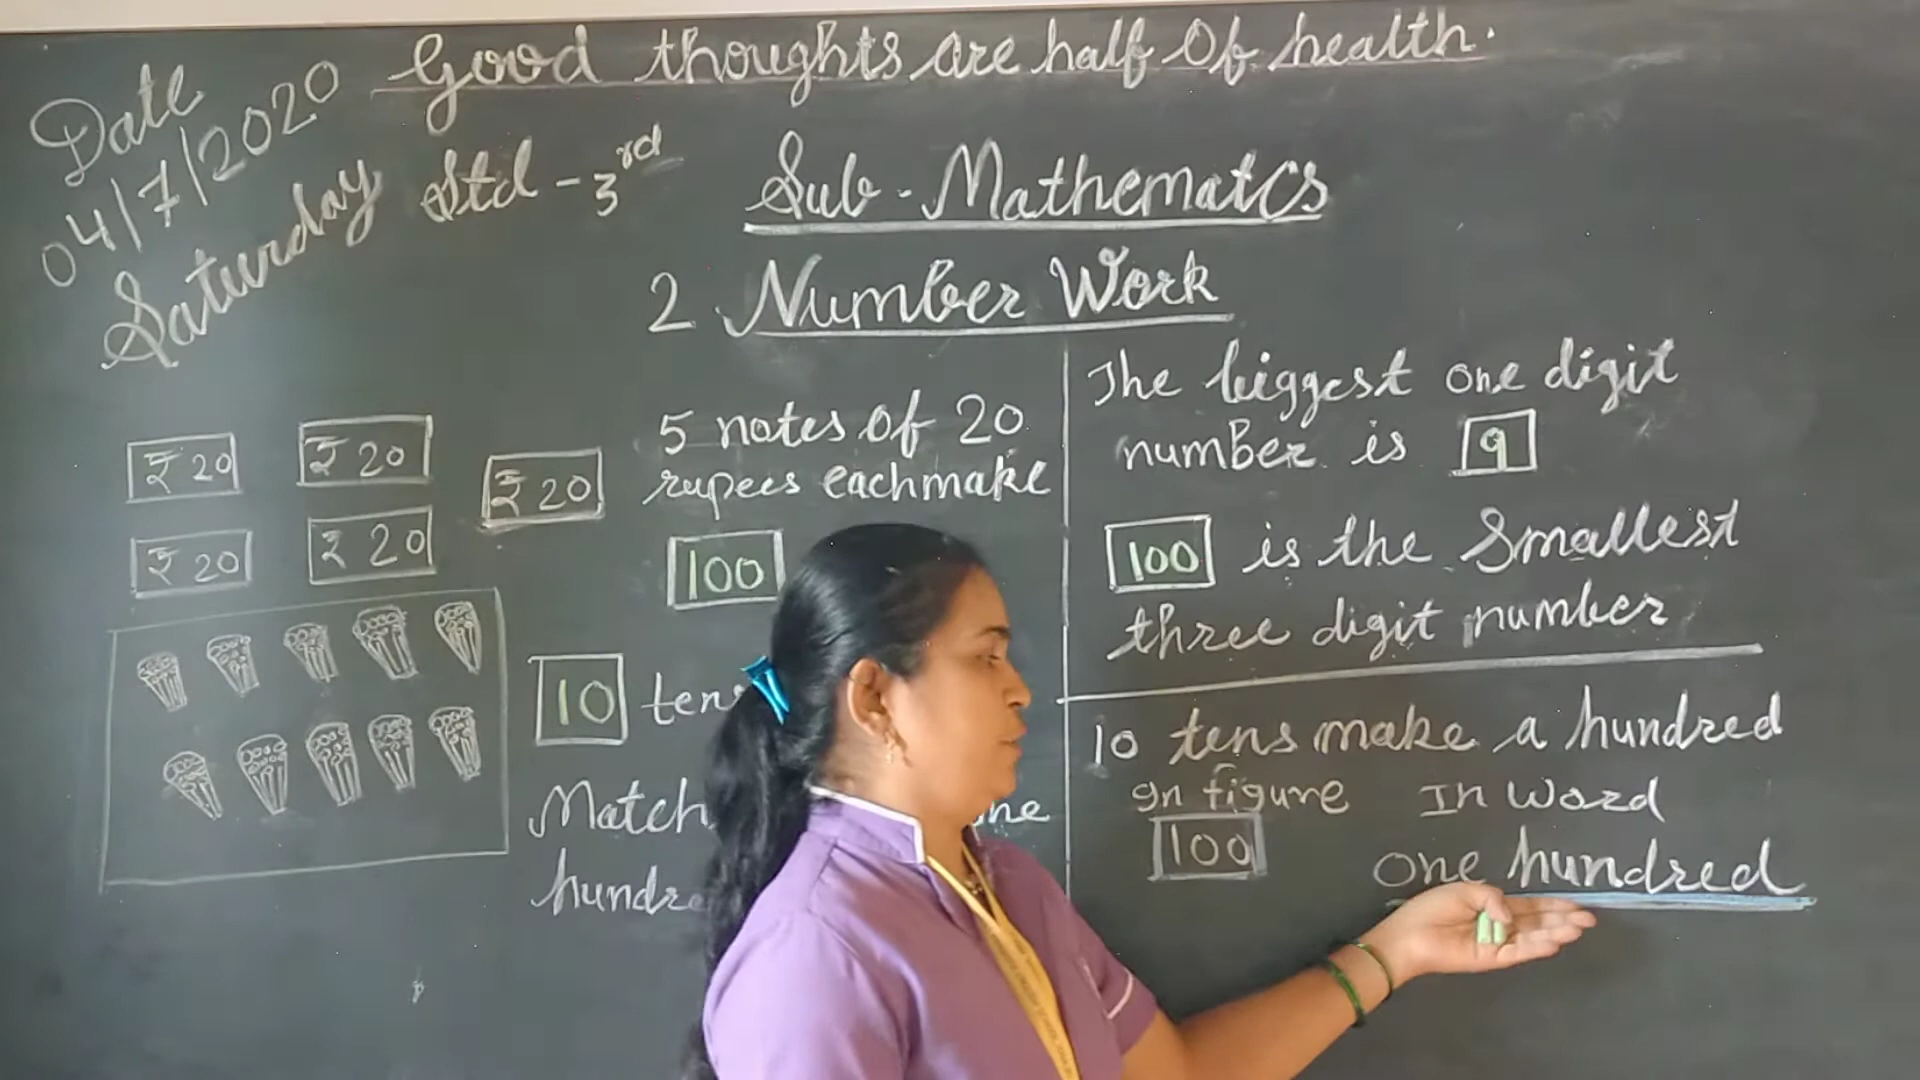 Good thoughts are half of health.
Date
04/7/2020
Saturday
Std - 3rd
Sub - Mathematcs
2 Number Work
₹ 20
₹ 20
₹ 20
₹ 20
₹ 20
5 notes of 20
rupees each make
100
10 tens
Match
hundre
The biggest one digit
number is 9
100 is the Smallest
three digit number
10 tens make a hundred
In figure In word
100
one hundred